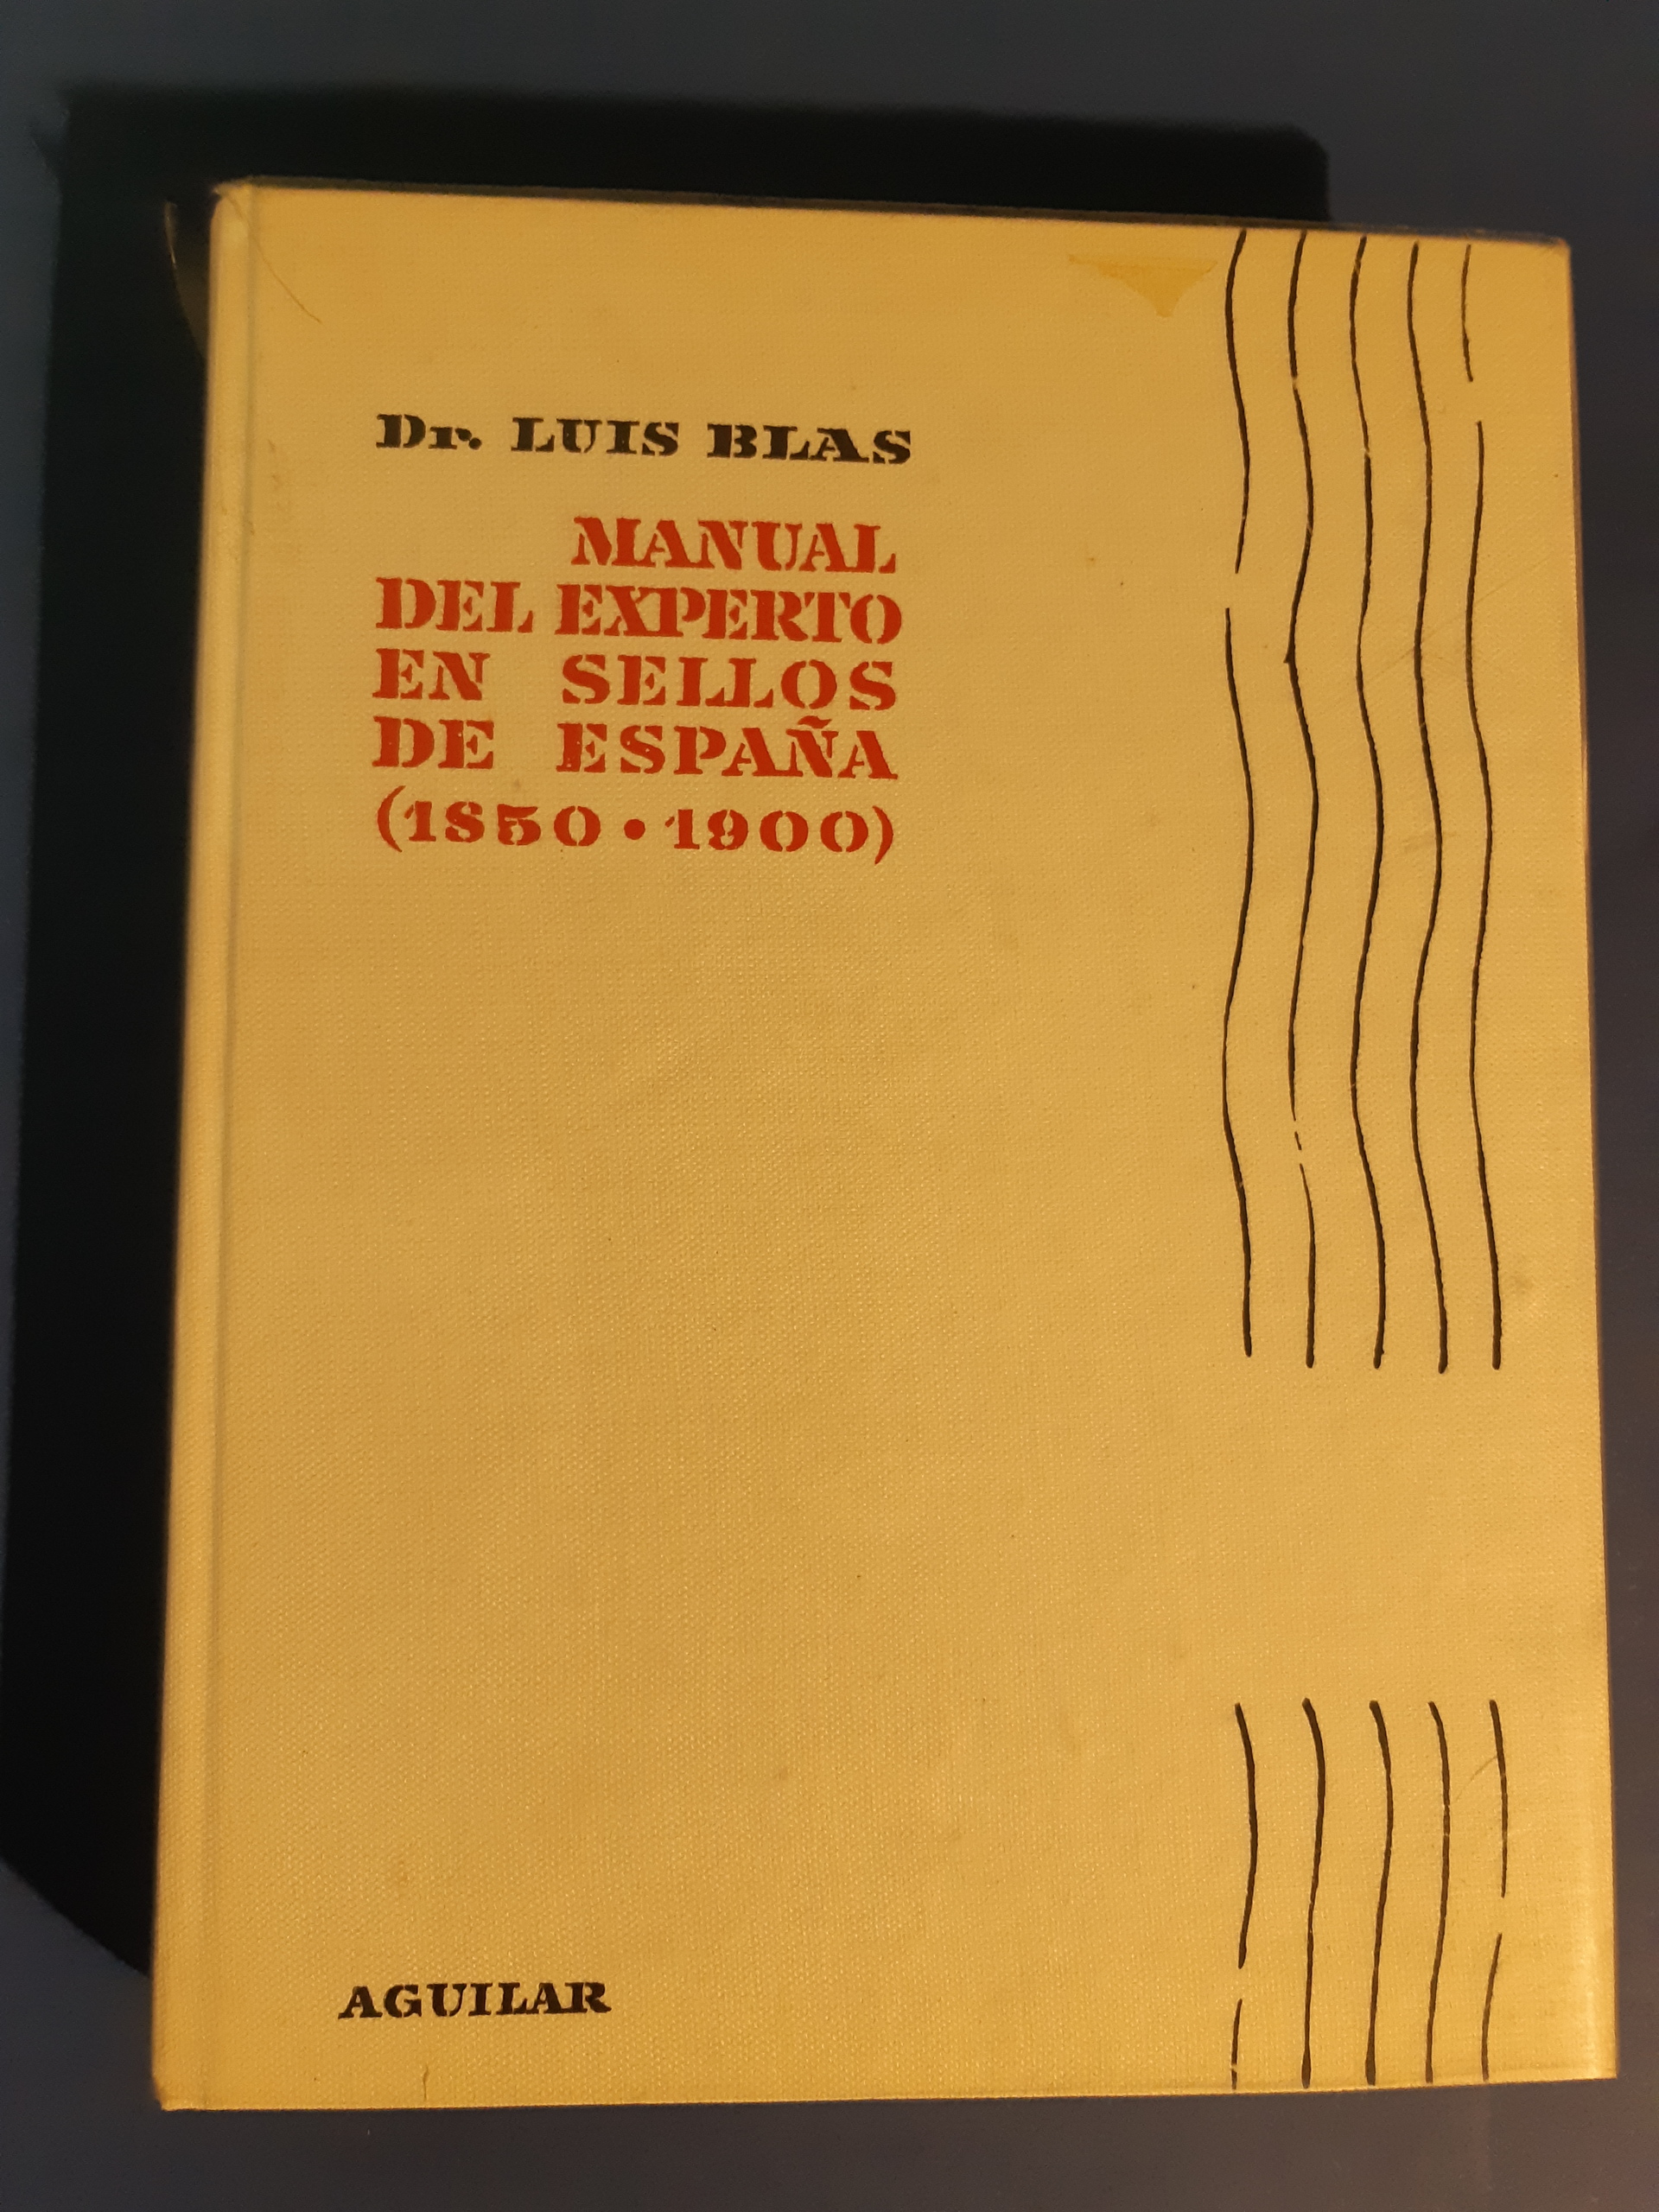 Dr. LUIS BLAS
MANUAL
DEL EXPERTO
EN SELLOS
DE ESPAÑA
(1850•1900)
AGUILAR